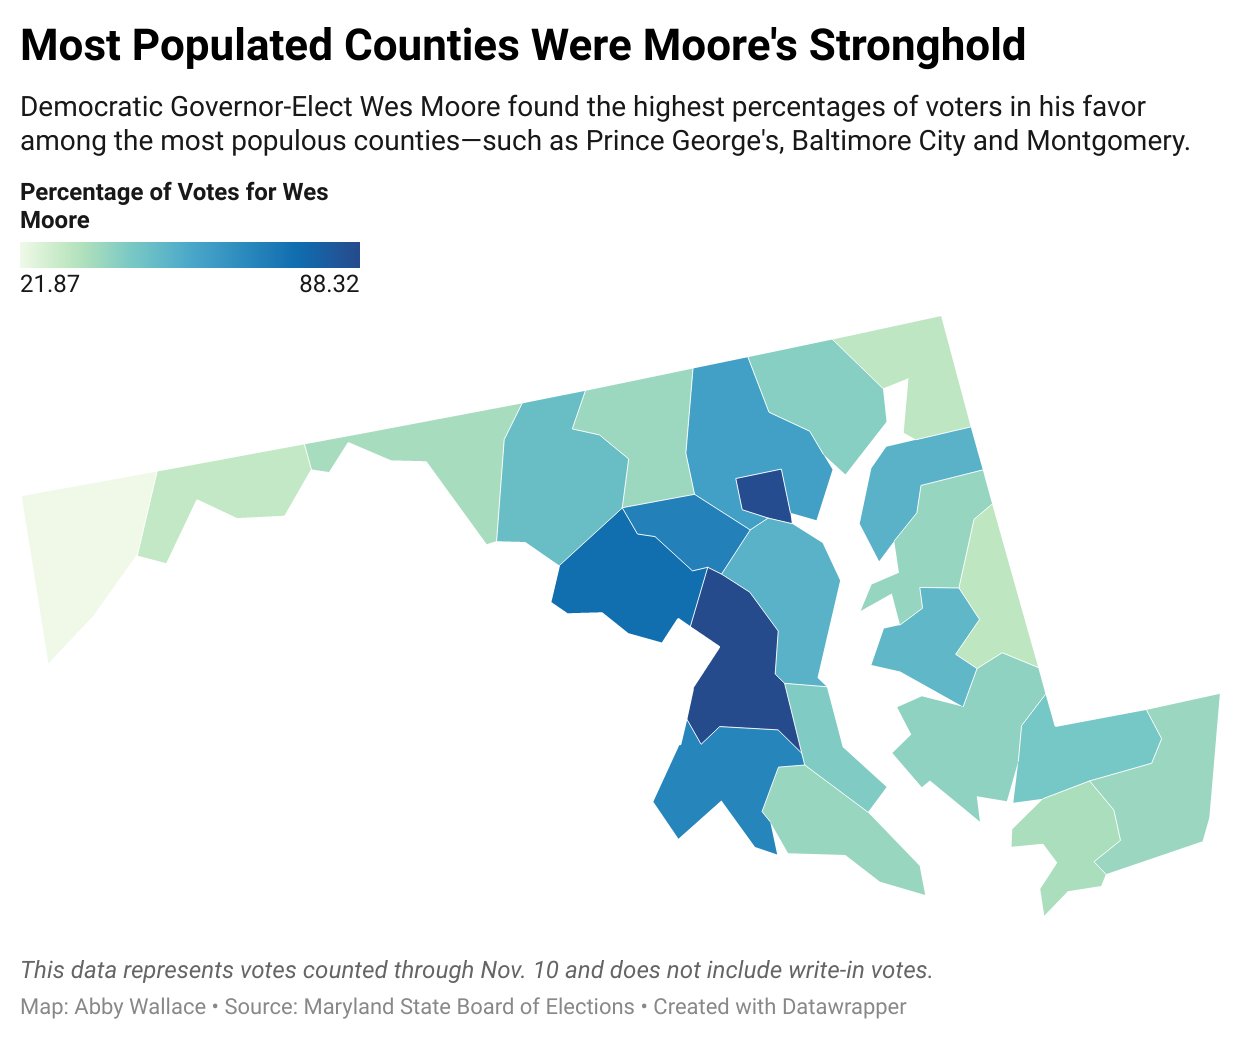 Most Populated Counties Were Moore's Stronghold
Democratic Governor-Elect Wes Moore found the highest percentages of voters in his favor
among the most populous counties—such as Prince George's, Baltimore City and Montgomery.
Percentage of Votes for Wes
Moore
21.87 88.32
This data represents votes counted through Nov. 10 and does not include write-in votes.
Map: Abby Wallace • Source: Maryland State Board of Elections • Created with Datawrapper